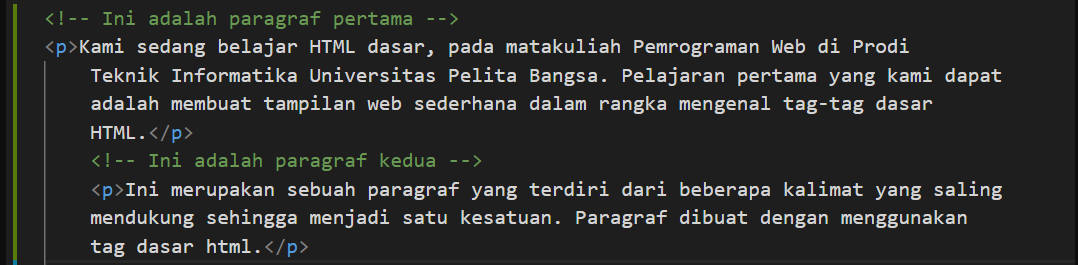 <!-- Ini adalah paragraf pertama -->
<p>Kami sedang belajar HTML dasar, pada matakuliah Pemrograman Web di Prodi
Teknik Informatika Universitas Pelita Bangsa. Pelajaran pertama yang kami dapat
adalah membuat tampilan web sederhana dalam rangka mengenal tag-tag dasar
HTML.</p>
<!-- Ini adalah paragraf kedua -->
<p>Ini merupakan sebuah paragraf yang terdiri dari beberapa kalimat yang saling
mendukung sehingga menjadi satu kesatuan. Paragraf dibuat dengan menggunakan
tag dasar html.</p>